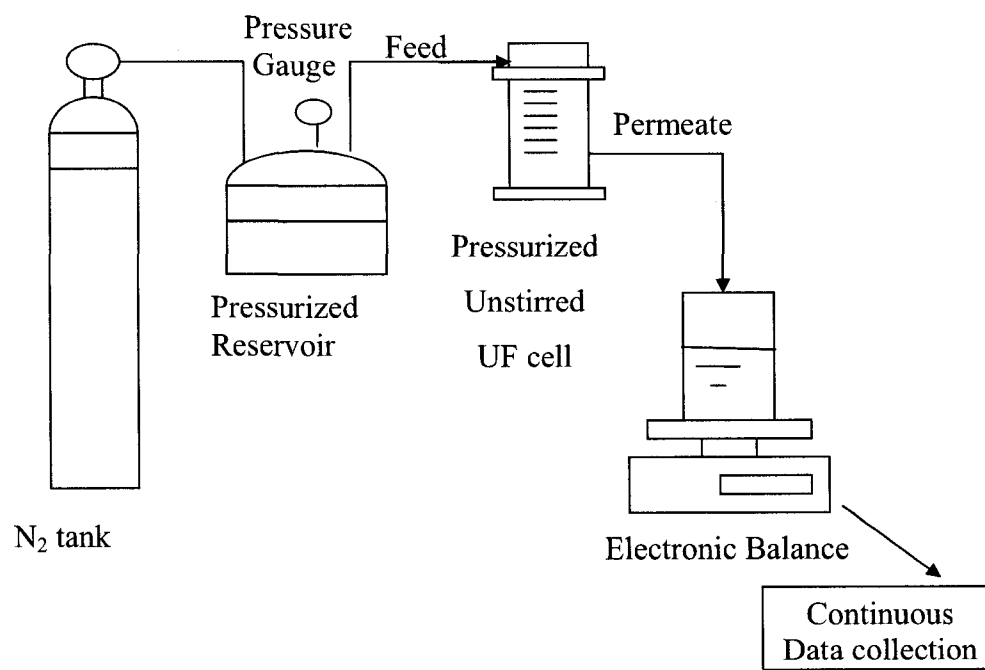 Pressure
Gauge
Feed
Permeate
Pressurized
Reservoir
Pressurized
Unstirred
UF cell
N₂ tank
Electronic Balance
Continuous
Data collection